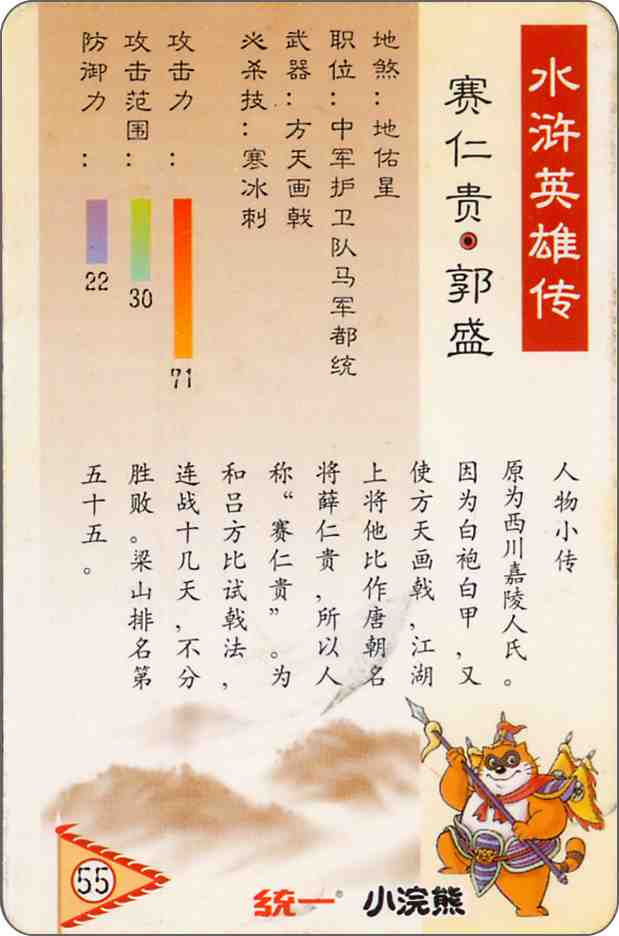 水浒英雄传
赛仁贵·郭盛
地煞：地佑星
职位：中军护卫队马军都统
武器：方天画戟
必杀技：寒冰刺
攻击力：
71
攻击范围：
30
防御力：
22
人物小传
原为西川嘉陵人氏。
因为白袍白甲，又
使方天画戟，江湖
上将他比作唐朝名
将薛仁贵，所以人
称“赛仁贵”。为
和吕方比试戟法，
连战十几天，不分
胜败。梁山排名第
五十五。
55
统一®
小浣熊